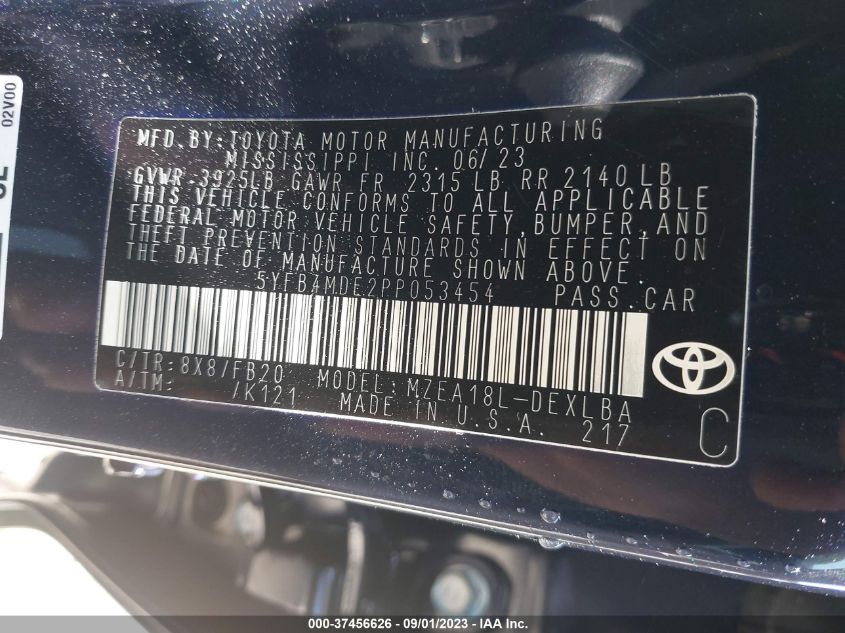 02V00
MFD.BY:TOYOTA MOTOR MANUFACTURING
MISSISSIPPI INC. 06/23
GVWR 3925LB GAWR FR 2315 LB RR 2140 LB
THIS VEHICLE CONFORMS TO ALL APPLICABLE
FEDERAL MOTOR VEHICLE SAFETY, BUMPER, AND
THEFT PREVENTION STANDARDS IN EFFECT ON
THE DATE OF MANUFACTURE SHOWN ABOVE.
5YFB4MDE2PP053454 PASS.CAR
C/TR:8X8/FB20 MODEL:MZEA18L-DEXLBA
A/TM: /K121 MADE IN U.S.A. 217
C
000-37456626 - 09/01/2023 - IAA Inc.